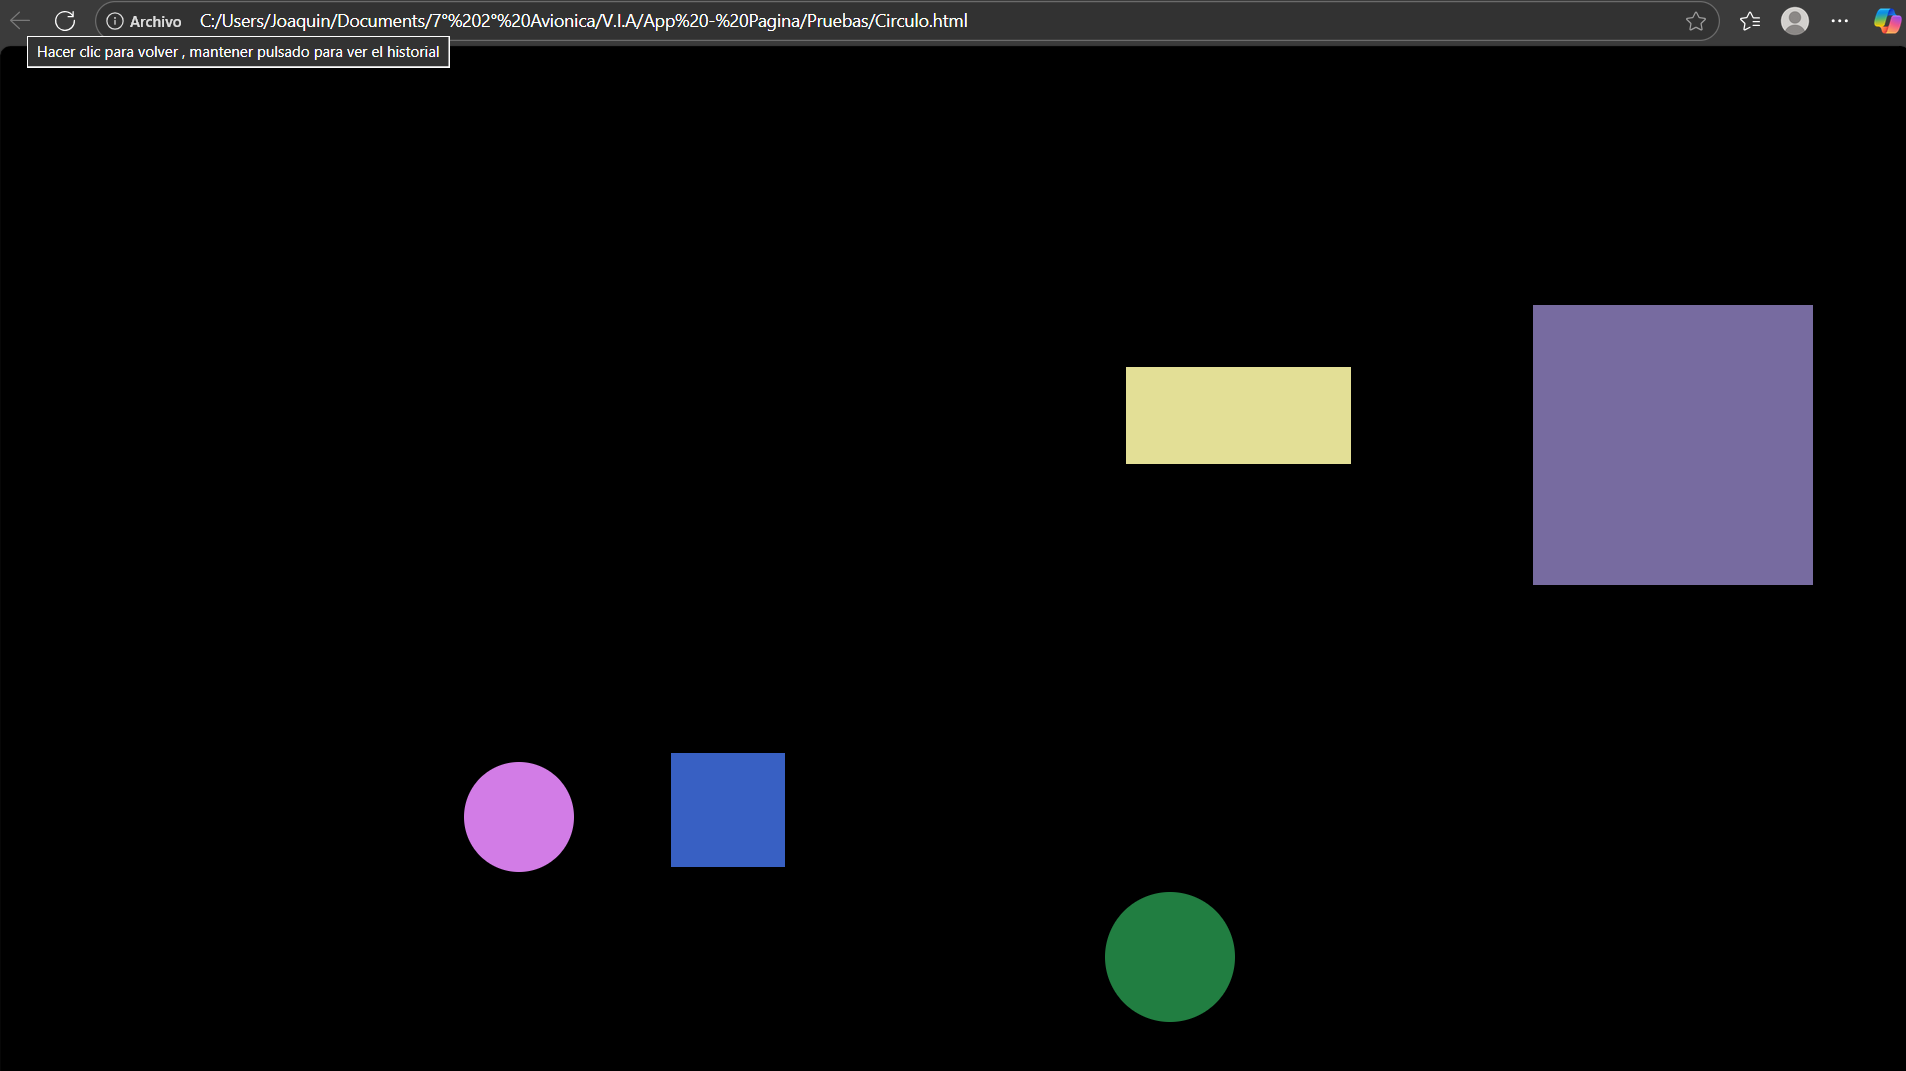 Archivo C:/Users/Joaquin/Documents/7°%202°%20Avionica/V.I.A/App%20-%20Pagina/Pruebas/Circulo.html
Hacer clic para volver , mantener pulsado para ver el historial